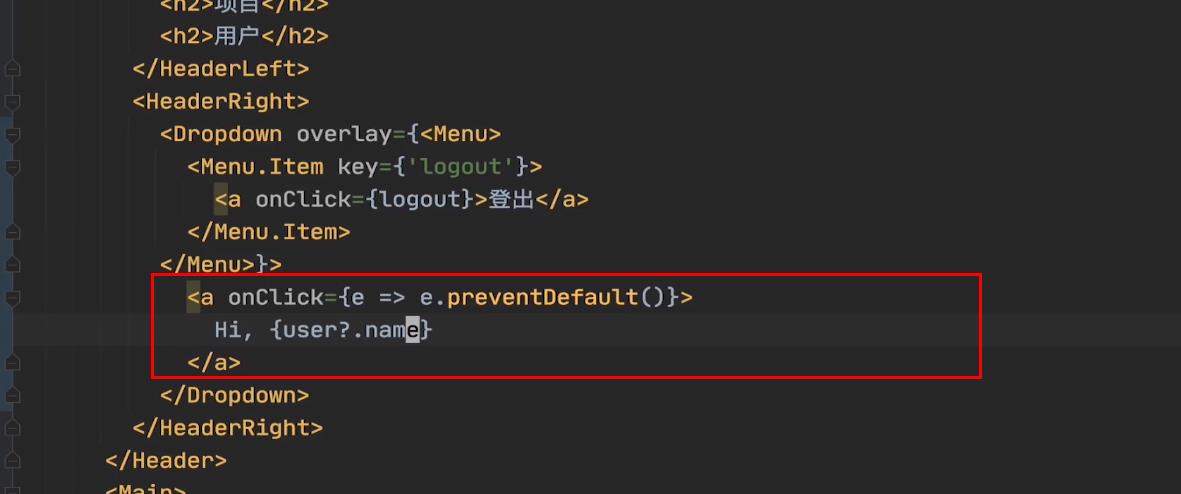 <h2>项目</h2>
<h2>用户</h2>
</HeaderLeft>
<HeaderRight>
<Dropdown overlay={<Menu>
<Menu.Item key={'logout'}>
<a onClick={logout}>登出</a>
</Menu.Item>
</Menu>}>
<a onClick={e => e.preventDefault()}>
Hi, {user?.name}
</a>
</Dropdown>
</HeaderRight>
</Header>
<Main>